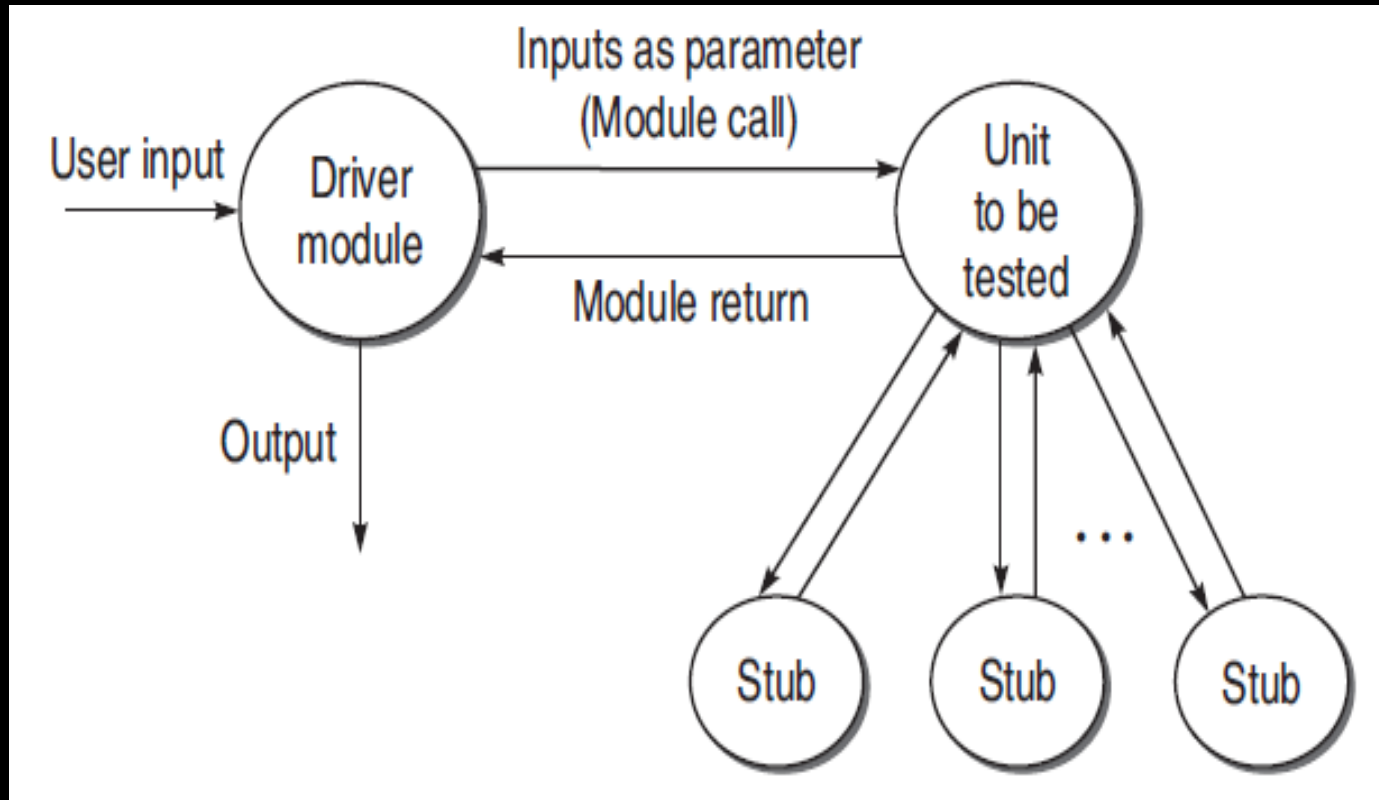 Inputs as parameter
(Module call)
User input
Driver
module
Unit
to be
tested
Module return
Output
...
Stub
Stub
Stub